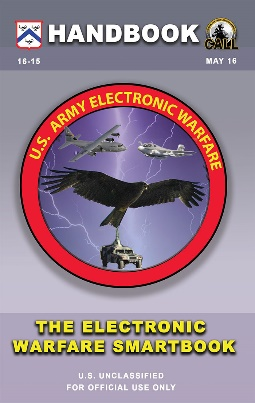 HANDBOOK
CALL
16-15
MAY 16
U.S. ARMY ELECTRONIC WARFARE
THE ELECTRONIC
WARFARE SMARTBOOK
U.S. UNCLASSIFIED
FOR OFFICIAL USE ONLY